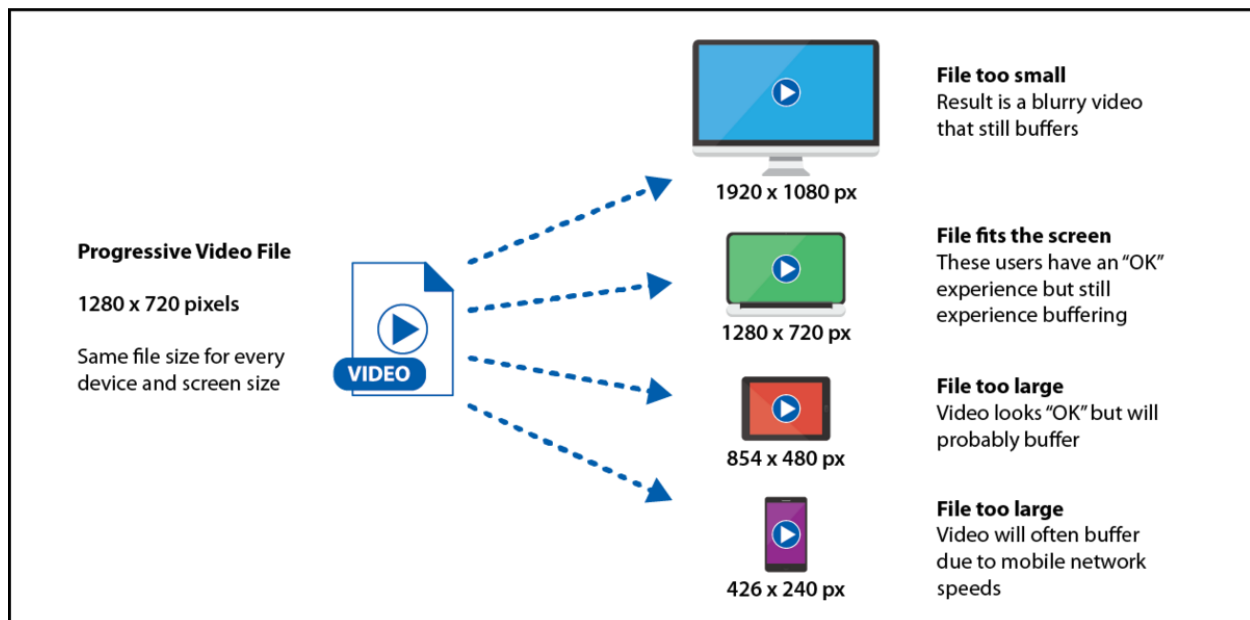 Progressive Video File
1280 x 720 pixels
Same file size for every
device and screen size
VIDEO
1920 x 1080 px
File too small
Result is a blurry video
that still buffers
1280 x 720 px
File fits the screen
These users have an “OK”
experience but still
experience buffering
854 x 480 px
File too large
Video looks “OK” but will
probably buffer
426 x 240 px
File too large
Video will often buffer
due to mobile network
speeds